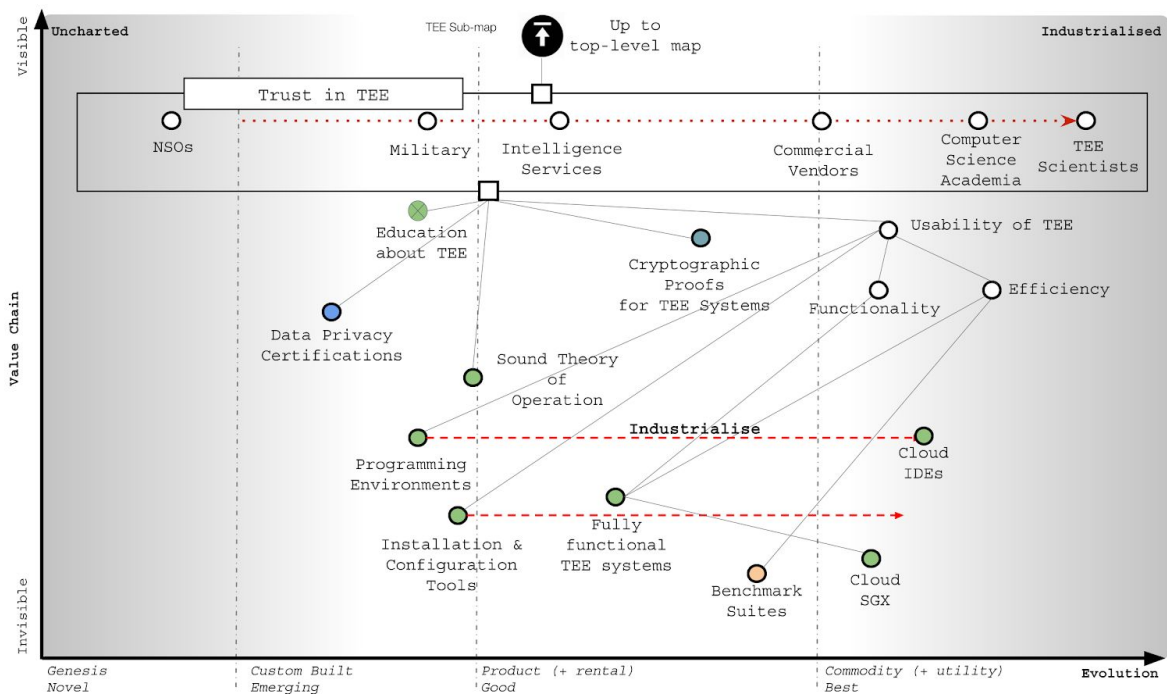 Visible
Uncharted
TEE Sub-map
Up to
top-level map
Industrialised
Trust in TEE
NSOs
Military
Intelligence
Services
Commercial
Vendors
Computer
Science
Academia
TEE
Scientists
Education
about TEE
Cryptographic
Proofs
for TEE Systems
Usability of TEE
Functionality
Efficiency
Data Privacy
Certifications
Value Chain
Sound Theory
of
Operation
Industrialise
Programming
Environments
Cloud
IDEs
Installation &
Configuration
Tools
Fully
functional
TEE systems
Benchmark
Suites
Cloud
SGX
Invisible
Genesis
Novel
Custom Built
Emerging
Product (+ rental)
Good
Commodity (+ utility)
Best
Evolution